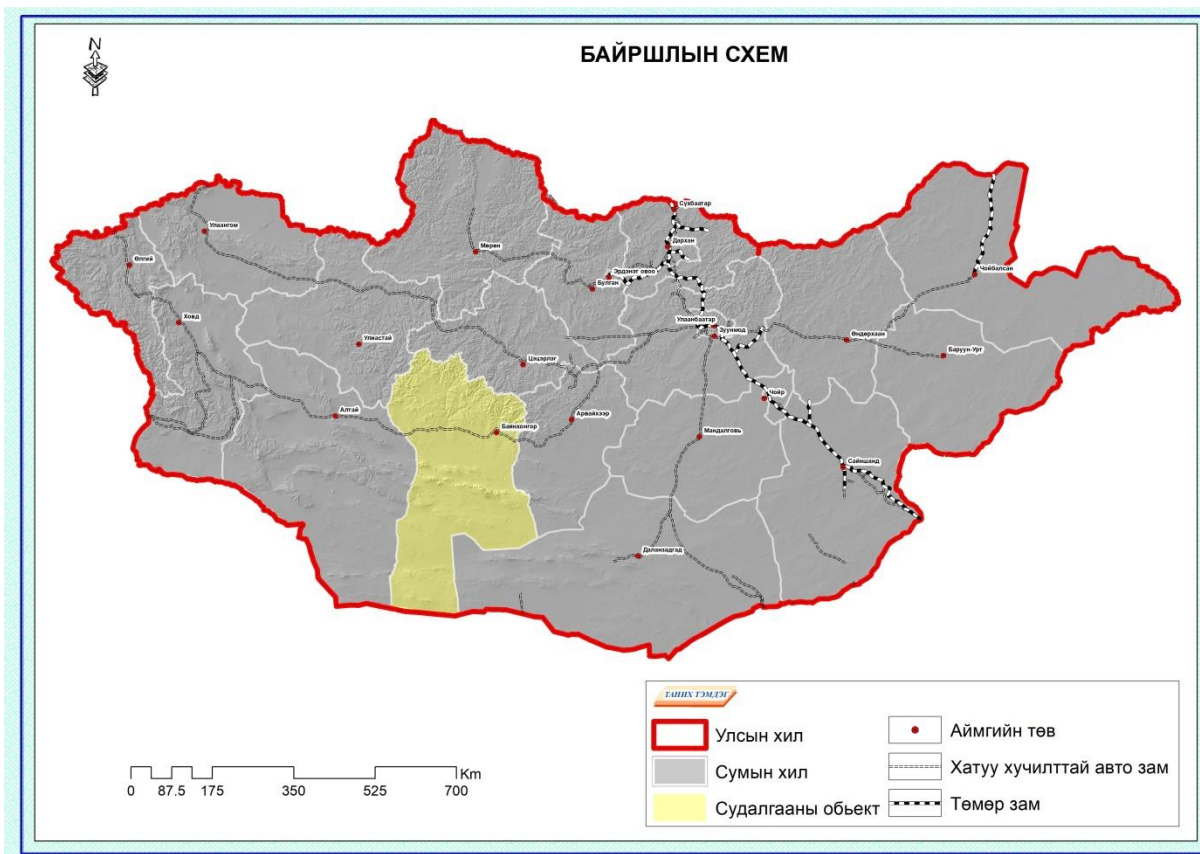 N
БАЙРШЛЫН СХЕМ
Сүхбаатар
Улаангом
Дархан
Мөрөн
Өлгий
Эрдэнэт овоо
Чойбалсан
Булган
Ховд
Улаанбаатар
Зуунмод
Өндөрхаан
Улиастай
Баруун-Урт
Цэцэрлэг
Чойр
Алтай
Арвайхээр
Баянхонгор
Мандалговь
Сайншанд
Даланзадгад
ТАНИХ ТЭМДЭГ
Улсын хил
Аймгийн төв
Сумын хил
Хатуу хучилттай авто зам
Судалгааны обьект
Төмөр зам
Km
0 87.5 175 350 525 700